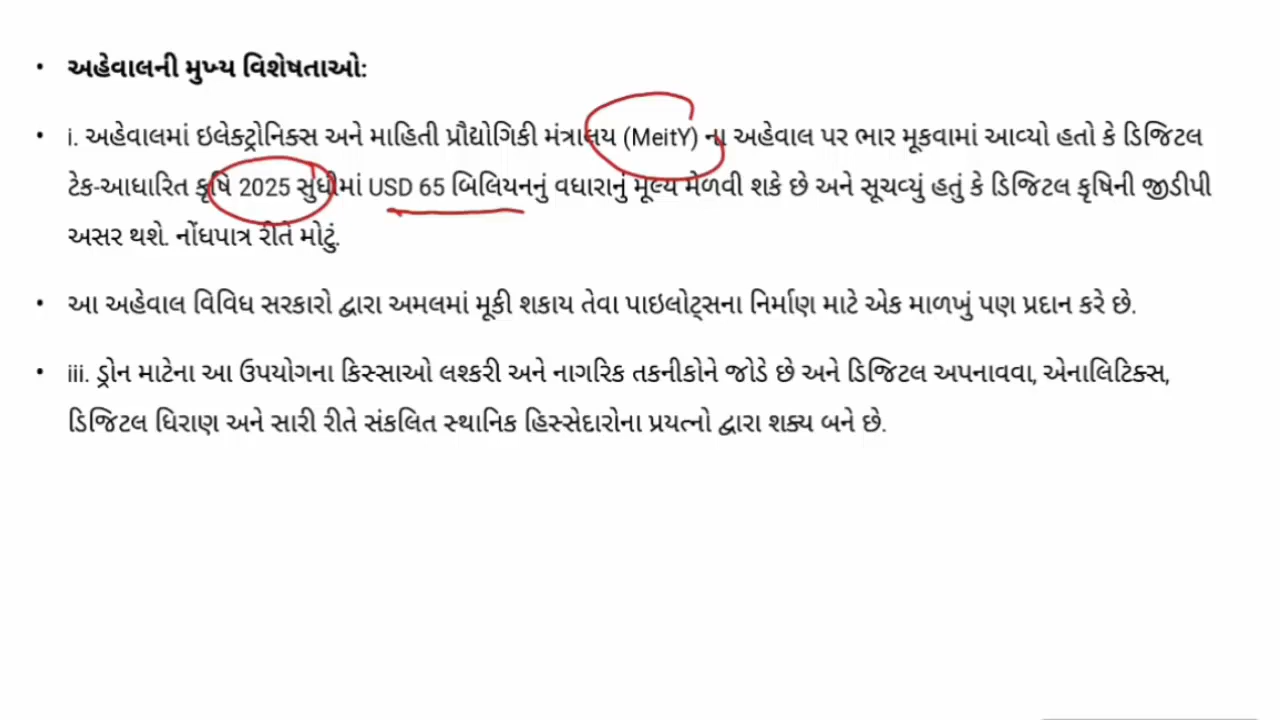 • અહેવાલની મુખ્ય વિશેષતાઓ:
• i. અહેવાલમાં ઇલેક્ટ્રોનિક્સ અને માહિતી પ્રૌદ્યોગિકી મંત્રાલય (MeitY) ના અહેવાલ પર ભાર મૂકવામાં આવ્યો હતો કે ડિજિટલ
ટેક-આધારિત કૃષિ 2025 સુધીમાં USD 65 બિલિયનનું વધારાનું મૂલ્ય મેળવી શકે છે અને સૂચવ્યું હતું કે ડિજિટલ કૃષિની જીડીપી
અસર થશે. નોંધપાત્ર રીતે મોટું.
• આ અહેવાલ વિવિધ સરકારો દ્વારા અમલમાં મૂકી શકાય તેવા પાઇલોટ્સના નિર્માણ માટે એક માળખું પણ પ્રદાન કરે છે.
• iii. ડ્રોન માટેના આ ઉપયોગના કિસ્સાઓ લશ્કરી અને નાગરિક તકનીકોને જોડે છે અને ડિજિટલ અપનાવવા, એનાલિટિક્સ,
ડિજિટલ ધિરાણ અને સારી રીતે સંકલિત સ્થાનિક હિસ્સેદારોના પ્રયત્નો દ્વારા શક્ય બને છે.